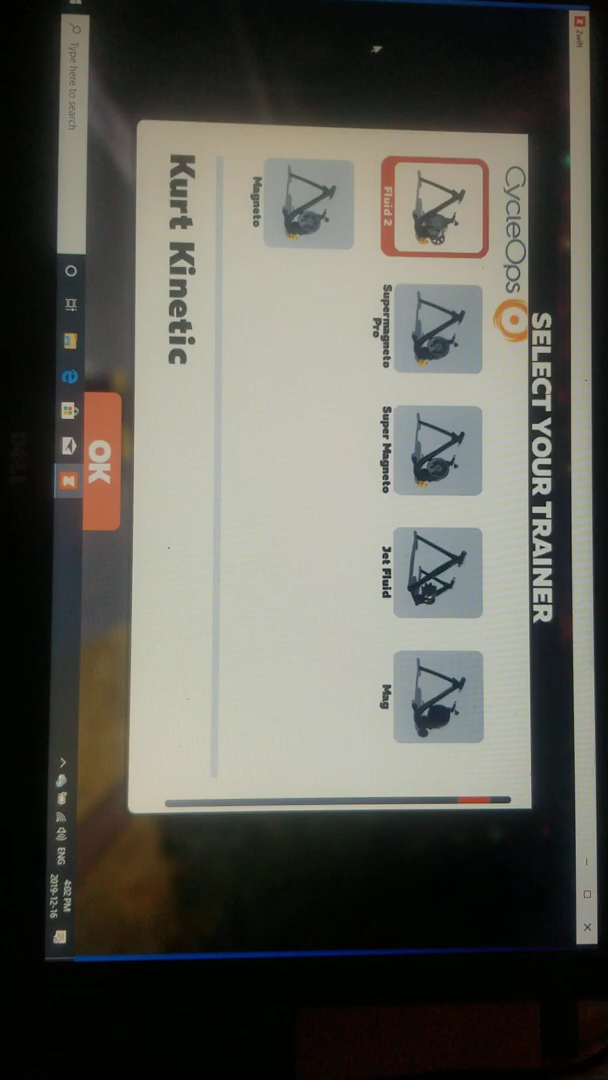 Zwift
SELECT YOUR TRAINER
CycleOps
Fluid 2
Supermagneto
Pro
Super Magneto
Jet Fluid
Mag
Magneto
Kurt Kinetic
OK
Type here to search
ENG
4:02 PM
2019-12-16
DELL